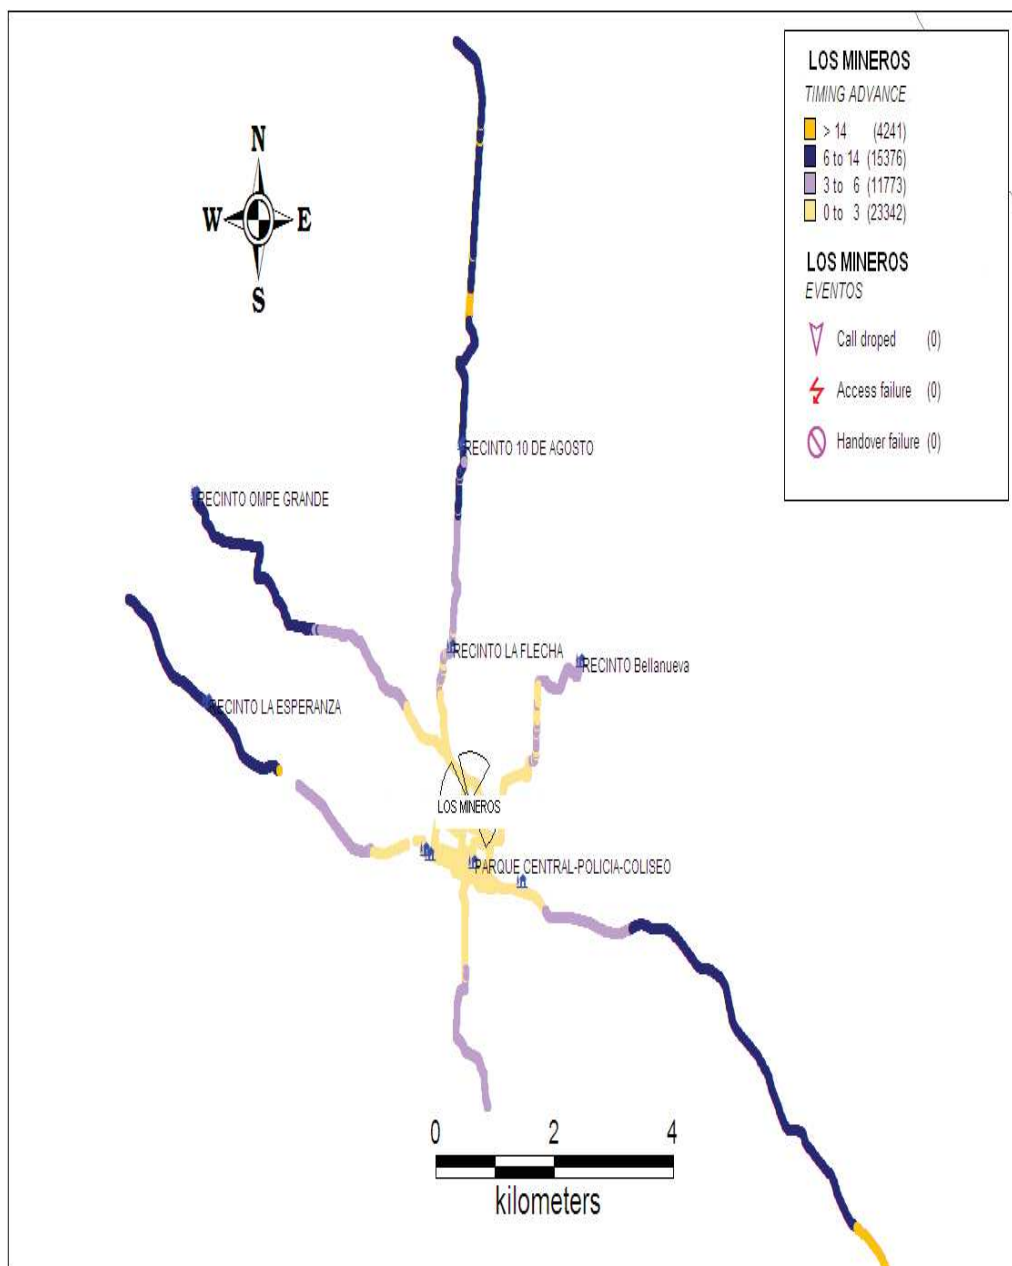 LOS MINEROS
TIMING ADVANCE
> 14 (4241)
6 to 14 (15376)
3 to 6 (11773)
0 to 3 (23342)
LOS MINEROS
EVENTOS
Call droped (0)
Access failure (0)
Handover failure (0)
N
W E
S
RECINTO 10 DE AGOSTO
RECINTO OMPE GRANDE
RECINTO LA FLECHA
RECINTO Bellanueva
RECINTO LA ESPERANZA
LOS MINEROS
PARQUE CENTRAL-POLICIA-COLISEO
0 2 4
kilometers